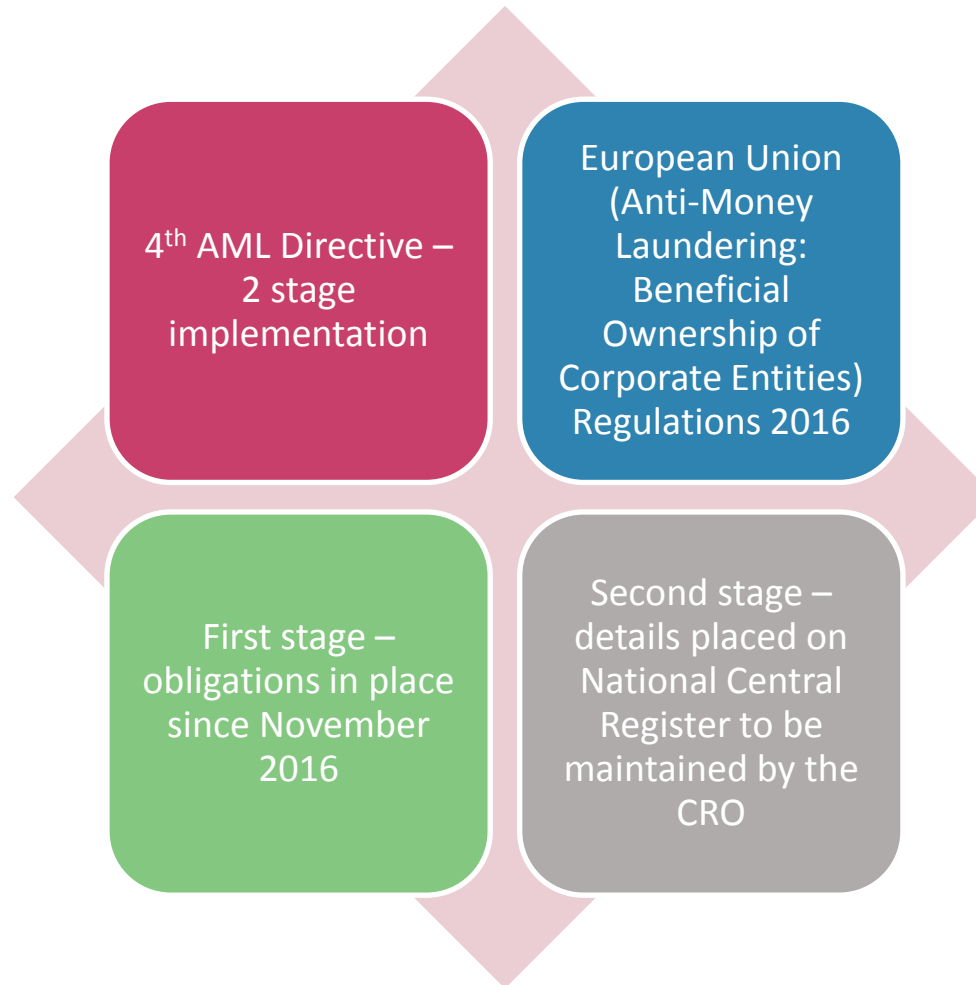 4th AML Directive –
2 stage
implementation
European Union
(Anti-Money
Laundering:
Beneficial
Ownership of
Corporate Entities)
Regulations 2016
First stage –
obligations in place
since November
2016
Second stage –
details placed on
National Central
Register to be
maintained by the
CRO